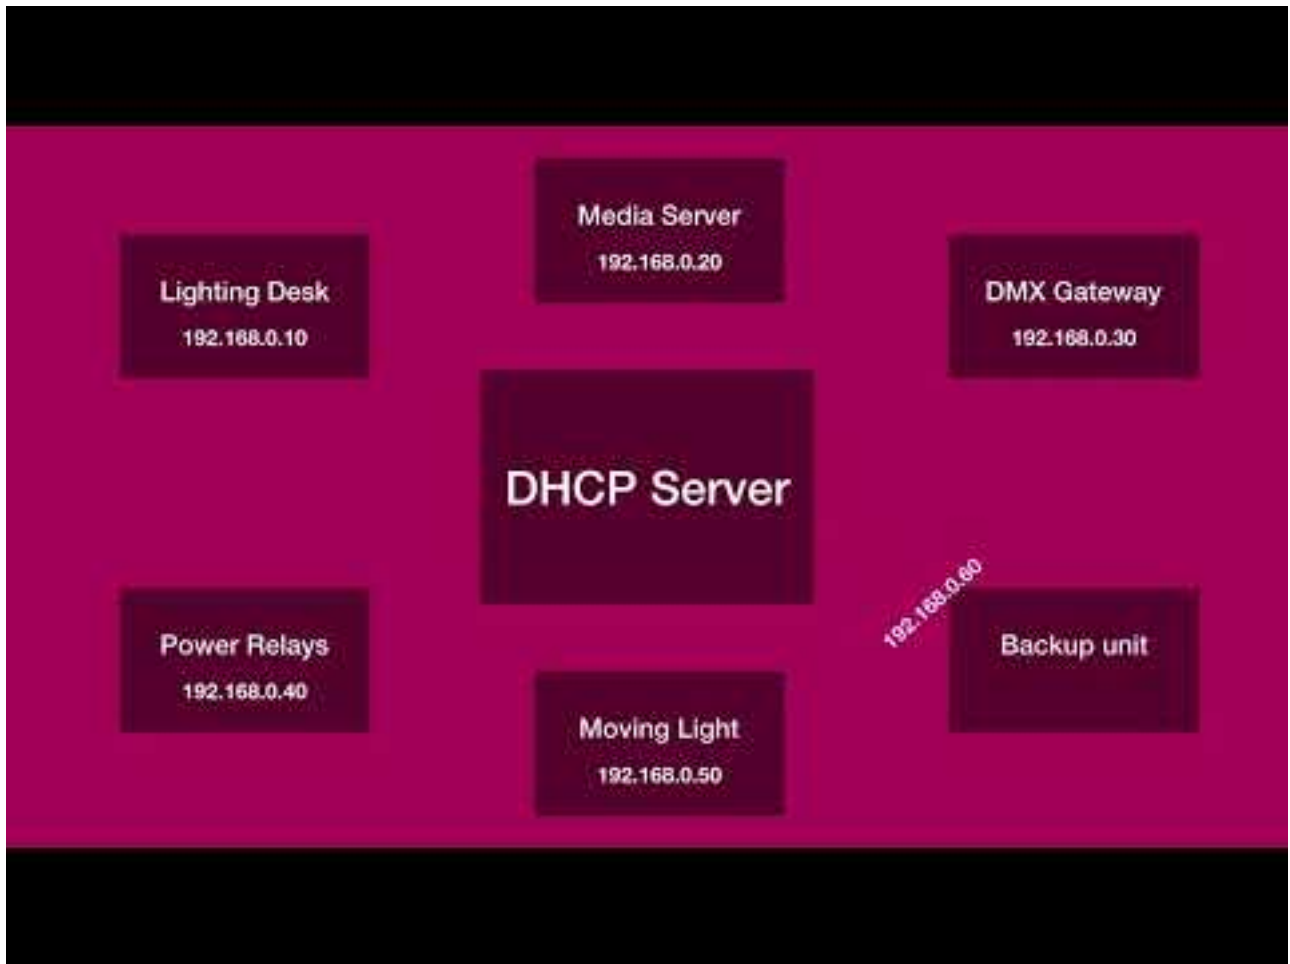 Media Server
192.168.0.20
Lighting Desk
192.168.0.10
DMX Gateway
192.168.0.30
DHCP Server
192.168.0.60
Power Relays
192.168.0.40
Backup unit
Moving Light
192.168.0.50